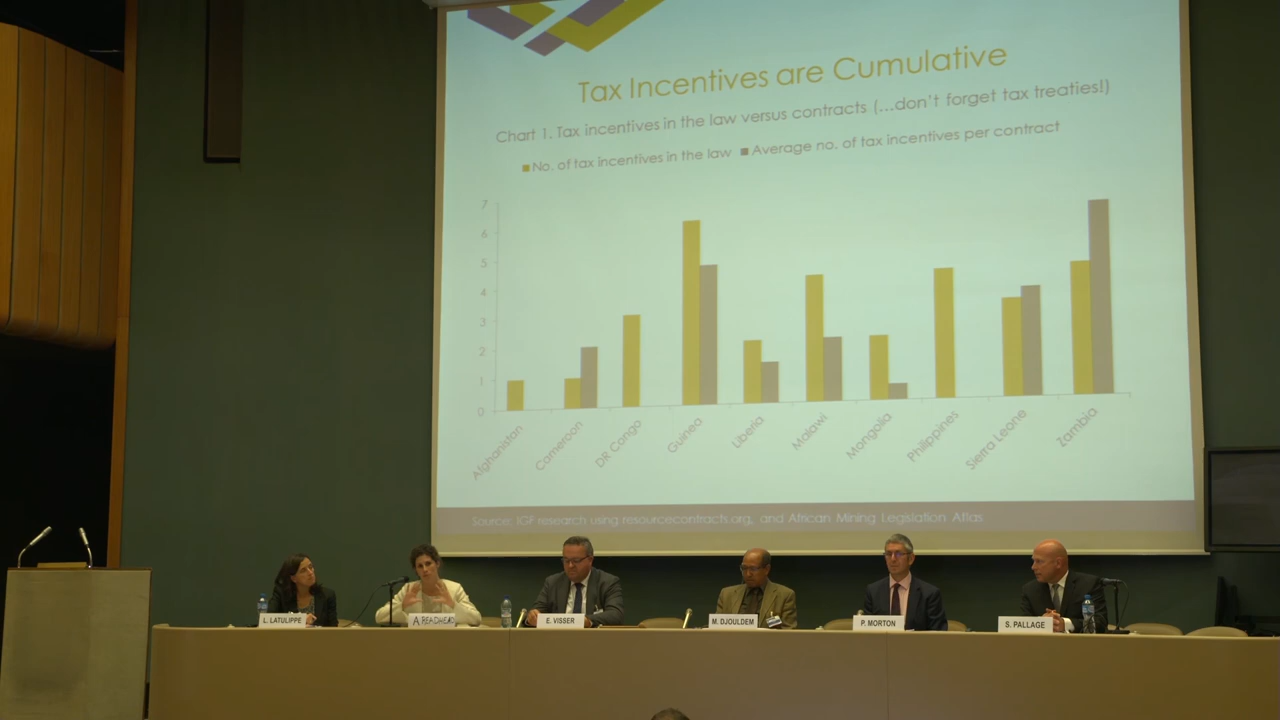 Tax Incentives are Cumulative
Chart 1. Tax incentives in the law versus contracts (...don't forget tax treaties!)
No. of tax incentives in the law Average no. of tax incentives per contract
7
6
5
4
3
2
1
0
Afghanistan Cameroon DR Congo Guinea Liberia Malawi Mongolia Philippines Sierra Leone Zambia
Source: IGF research using resourcecontracts.org, and African Mining Legislation Atlas
L. LATULIPPE A READHEAD E. VISSER M. DJOULDEM P. MORTON S. PALLAGE